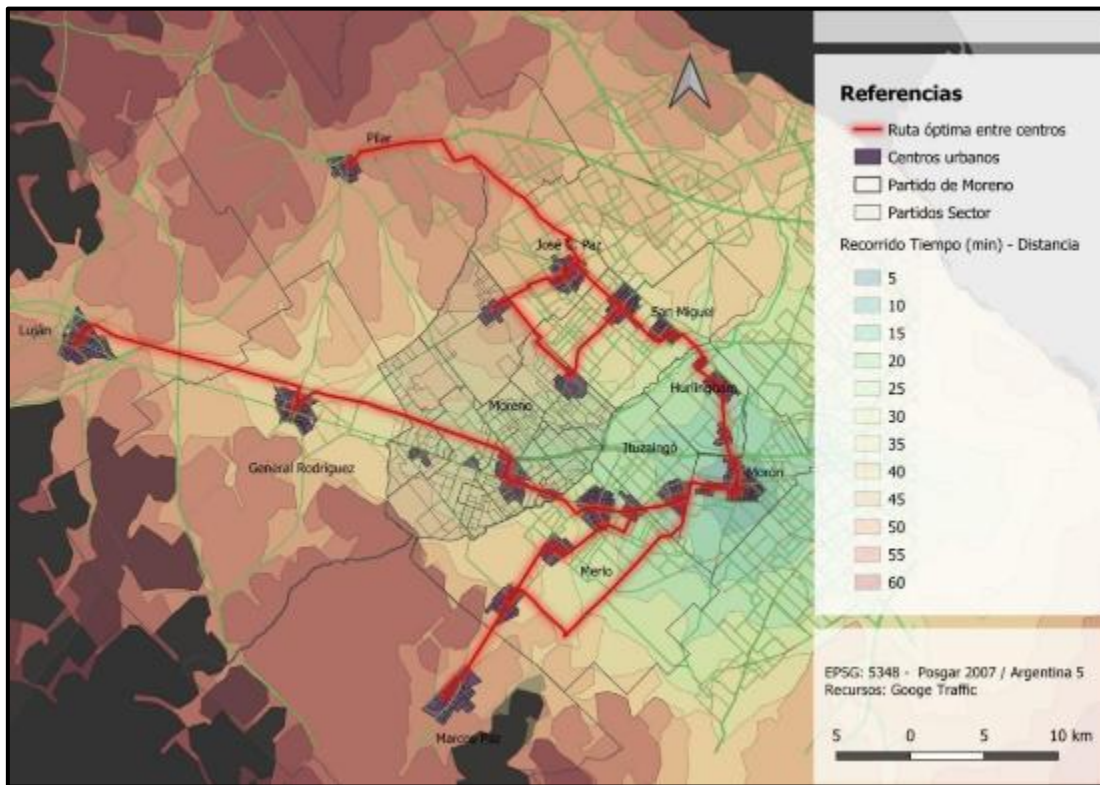 Pilar
José C. Paz
San Miguel
Luján
Hurlingham
Moreno
Ituzaingó
General Rodríguez
Morón
Merlo
Marcos Paz
Referencias
Ruta óptima entre centros
Centros urbanos
Partido de Moreno
Partidos Sector
Recorrido Tiempo (min) - Distancia
5
10
15
20
25
30
35
40
45
50
55
60
EPSG: 5348 - Posgar 2007 / Argentina 5
Recursos: Googe Traffic
5 0 5 10 km